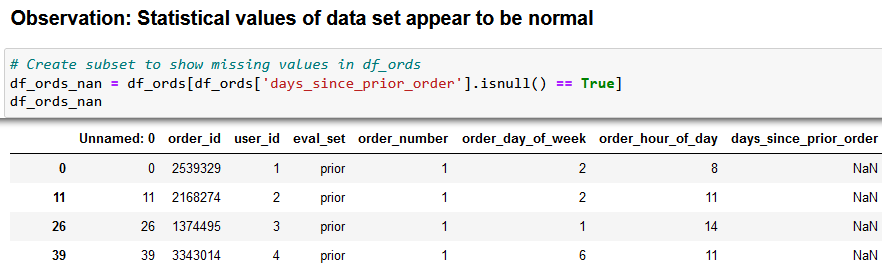 Observation: Statistical values of data set appear to be normal
# Create subset to show missing values in df_ords
df_ords_nan = df_ords[df_ords['days_since_prior_order'].isnull() == True]
df_ords_nan
Unnamed: 0 order_id user_id eval_set order_number order_day_of_week order_hour_of_day days_since_prior_order
0 0 2539329 1 prior 1 2 8 NaN
11 11 2168274 2 prior 1 2 11 NaN
26 26 1374495 3 prior 1 1 14 NaN
39 39 3343014 4 prior 1 6 11 NaN